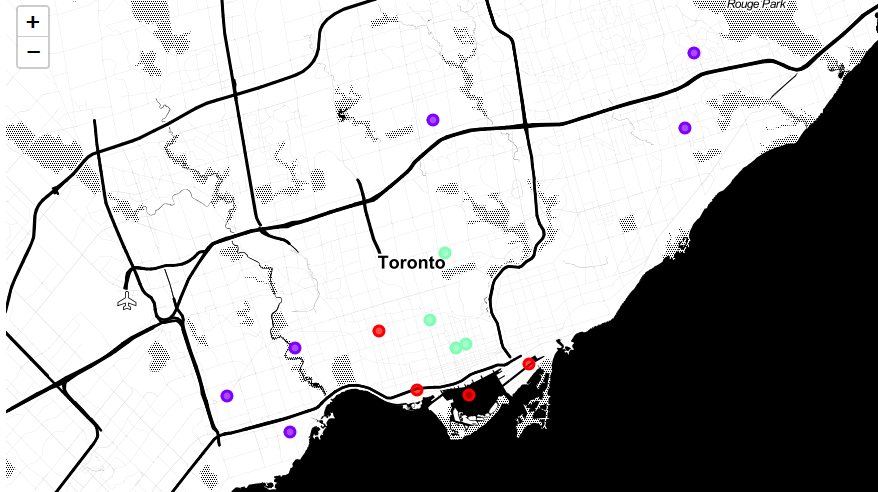 Rouge Park
+
−
Toronto